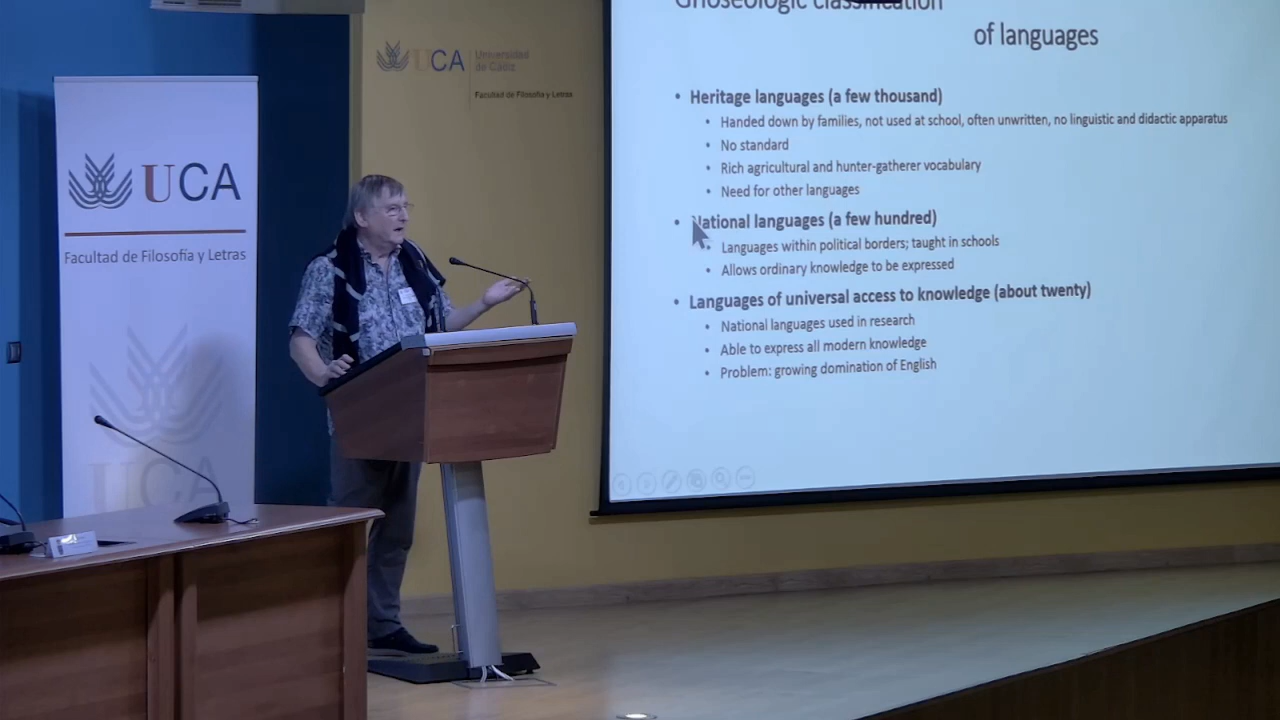 UCA
Facultad de Filosofía y Letras
UCA
UCA
Universidad
de Cádiz
Facultad de Filosofía y Letras
Gnoseologic classification
of languages
• Heritage languages (a few thousand)
• Handed down by families, not used at school, often unwritten, no linguistic and didactic apparatus
• No standard
• Rich agricultural and hunter-gatherer vocabulary
• Need for other languages
• National languages (a few hundred)
• Languages within political borders; taught in schools
• Allows ordinary knowledge to be expressed
• Languages of universal access to knowledge (about twenty)
• National languages used in research
• Able to express all modern knowledge
• Problem: growing domination of English